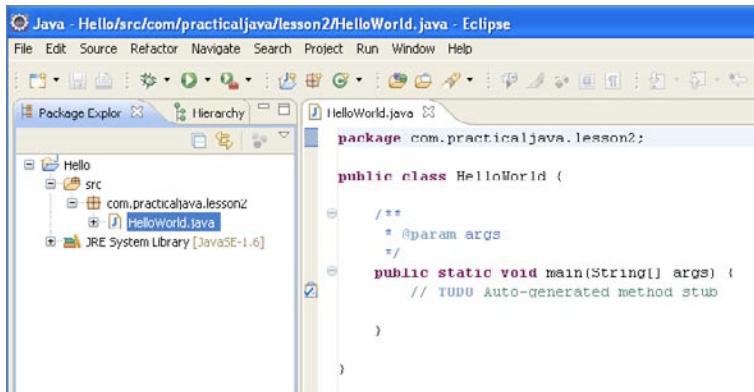 Java - Hello/src/com/practicaljava/lesson2/HelloWorld.java - Eclipse
File Edit Source Refactor Navigate Search Project Run Window Help
Package Explor Hierarchy
HelloWorld.java
Hello
src
com.practicaljava.lesson2
HelloWorld.java
JRE System Library [JavaSE-1.6]
package com.practicaljava.lesson2;
public class HelloWorld {
/**
* @param args
*/
public static void main(String[] args) {
// TODO Auto-generated method stub
}
}